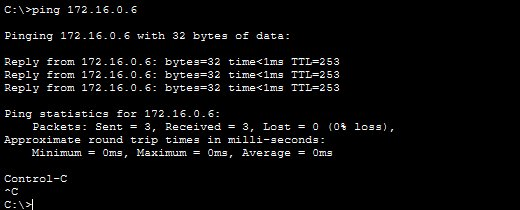 C:\>ping 172.16.0.6
Pinging 172.16.0.6 with 32 bytes of data:
Reply from 172.16.0.6: bytes=32 time<1ms TTL=253
Reply from 172.16.0.6: bytes=32 time<1ms TTL=253
Reply from 172.16.0.6: bytes=32 time<1ms TTL=253
Ping statistics for 172.16.0.6:
    Packets: Sent = 3, Received = 3, Lost = 0 (0% loss),
Approximate round trip times in milli-seconds:
    Minimum = 0ms, Maximum = 0ms, Average = 0ms
Control-C
^C
C:\>